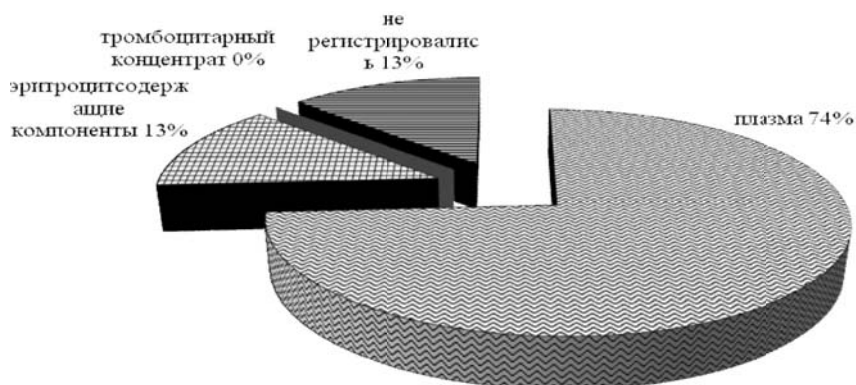 не
регистрировалис
ь 13%
тромбоцитарный
концентрат 0%
эритроцитсодерж
ащие
компоненты 13%
плазма 74%